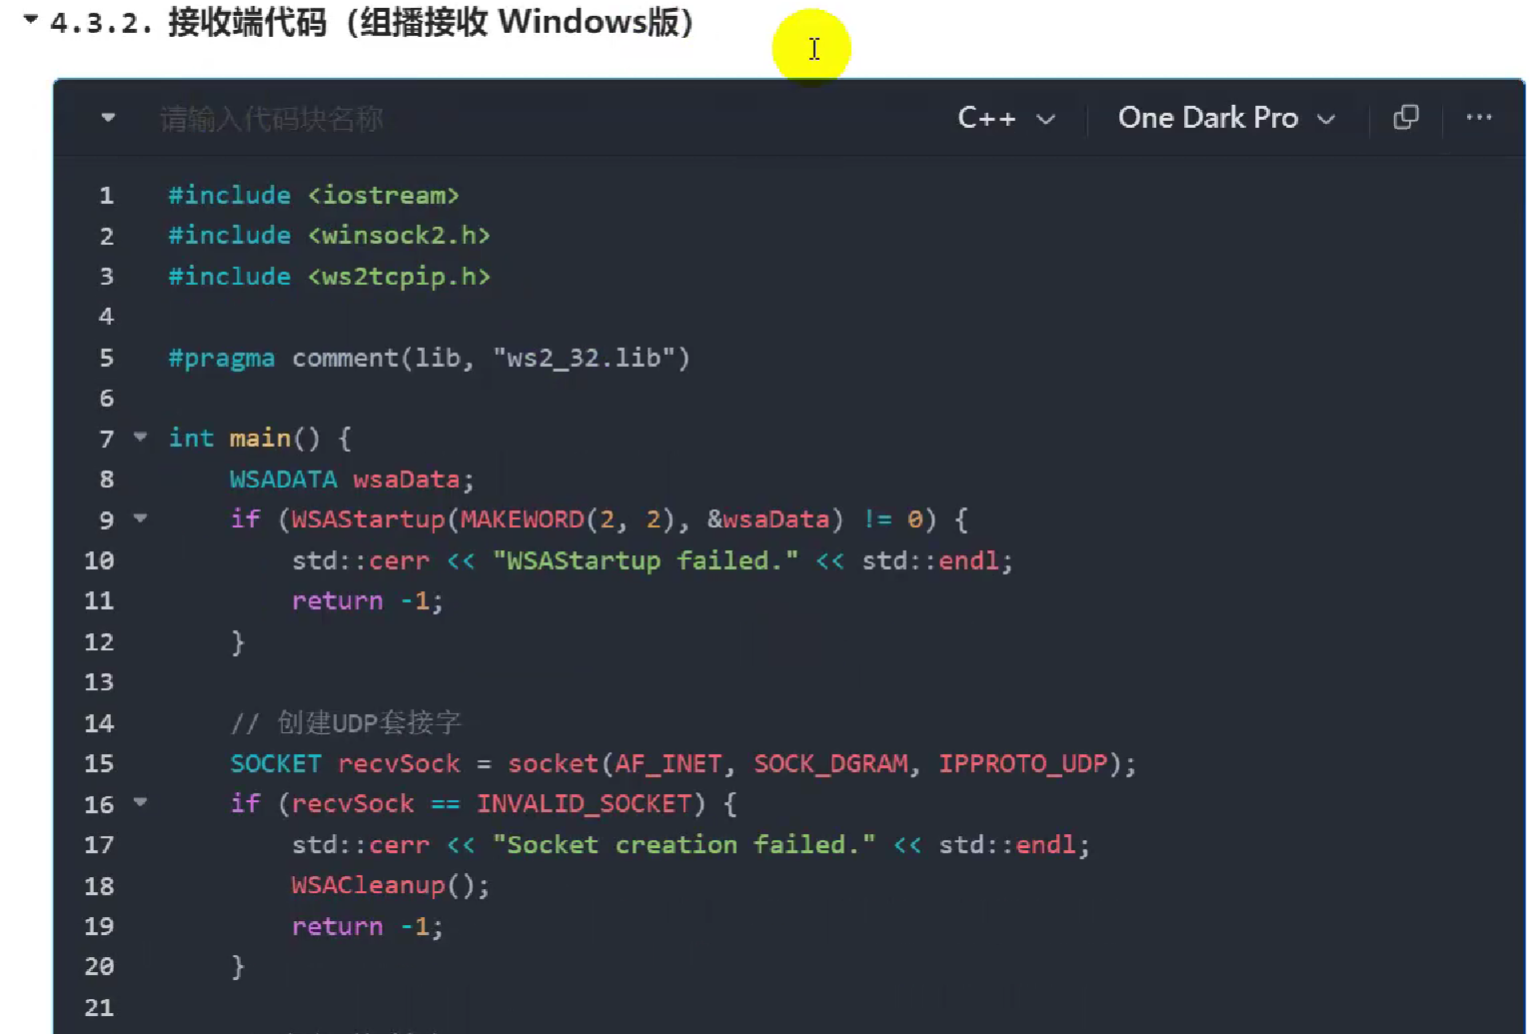 4.3.2. 接收端代码（组播接收 Windows版）
请输入代码块名称 C++ One Dark Pro ···
1 #include <iostream>
2 #include <winsock2.h>
3 #include <ws2tcpip.h>
4
5 #pragma comment(lib, "ws2_32.lib")
6
7 int main() {
8 WSADATA wsaData;
9 if (WSAStartup(MAKEWORD(2, 2), &wsaData) != 0) {
10 std::cerr << "WSAStartup failed." << std::endl;
11 return -1;
12 }
13
14 // 创建UDP套接字
15 SOCKET recvSock = socket(AF_INET, SOCK_DGRAM, IPPROTO_UDP);
16 if (recvSock == INVALID_SOCKET) {
17 std::cerr << "Socket creation failed." << std::endl;
18 WSACleanup();
19 return -1;
20 }
21